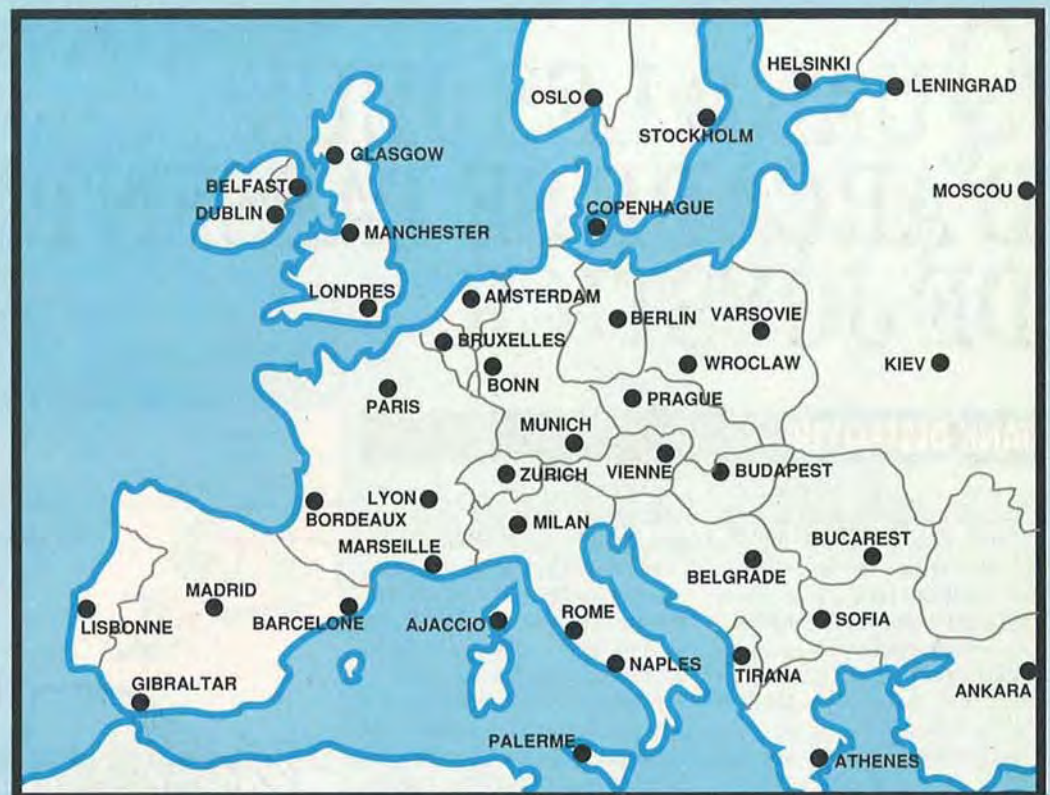 HELSINKI
OSLO
LENINGRAD
STOCKHOLM
GLASGOW
BELFAST
MOSCOU
DUBLIN
COPENHAGUE
MANCHESTER
LONDRES
AMSTERDAM
BERLIN
VARSOVIE
BRUXELLES
WROCLAW
KIEV
BONN
PARIS
PRAGUE
MUNICH
ZURICH
VIENNE
BUDAPEST
LYON
BORDEAUX
MILAN
BUCAREST
MARSEILLE
BELGRADE
MADRID
LISBONNE
BARCELONE
AJACCIO
ROME
SOFIA
NAPLES
TIRANA
GIBRALTAR
ANKARA
PALERME
ATHENES